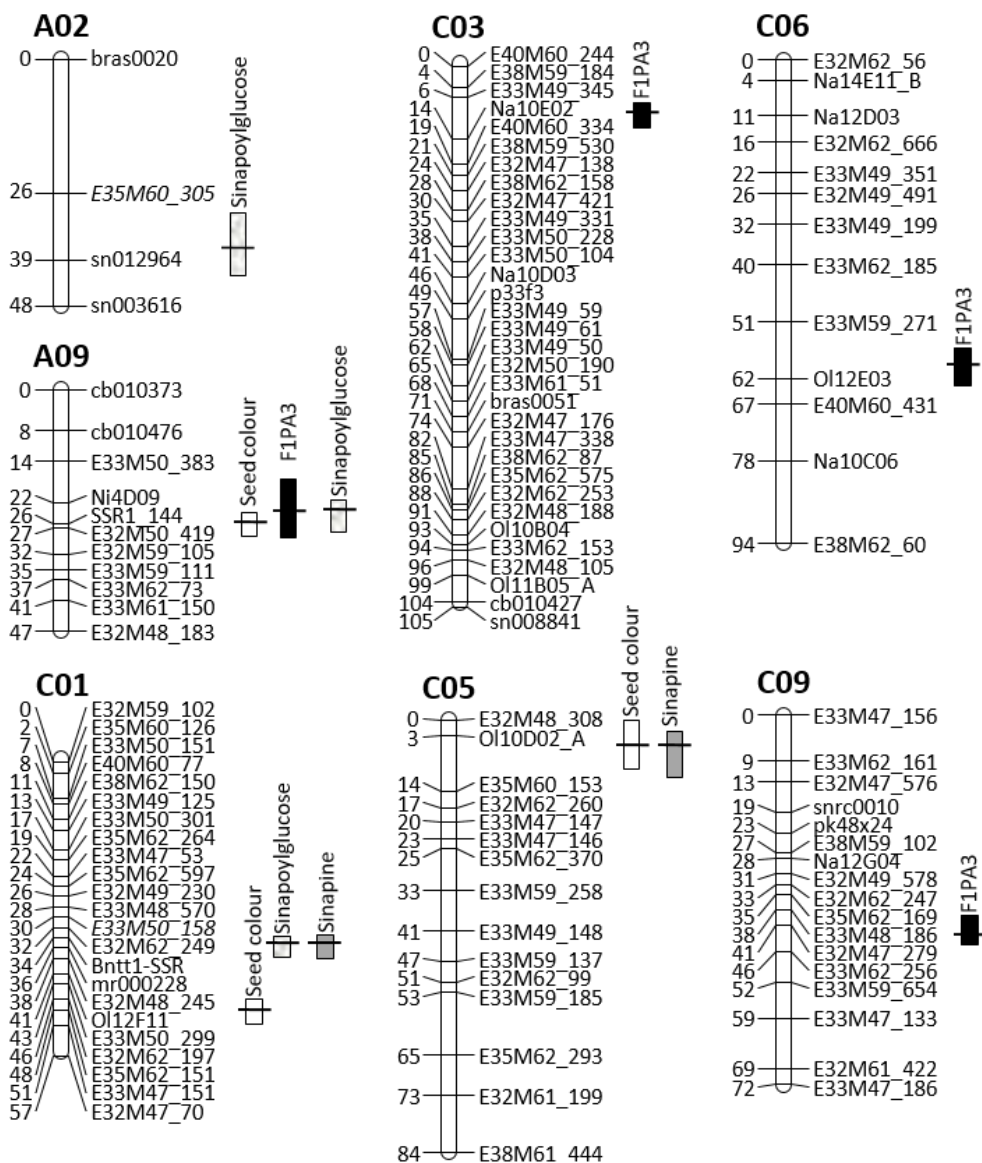 A02
0 bras0020
26 E35M60_305
39 sn012964
48 sn003616
Sinapoylglucose
A09
0 cb010373
8 cb010476
14 E33M50_383
22 Ni4D09
26 SSR1_144
27 E32M50_419
32 E32M59_105
35 E33M59_111
37 E33M62_73
41 E33M61_150
47 E32M48_183
Seed colour
F1PA3
Sinapoylglucose
C01
0 E32M59_102
2 E35M60_126
7 E33M50_151
8 E40M60_77
11 E38M62_150
13 E33M49_125
17 E33M50_301
19 E35M62_264
22 E33M47_53
24 E35M62_597
26 E32M49_230
28 E33M48_570
30 E33M50_158
32 E32M62_249
34 Bntt1-SSR
36 mr000228
38 E32M48_245
41 Ol12F11
43 E33M50_299
46 E32M62_197
48 E35M62_151
51 E33M47_151
57 E32M47_70
Seed colour
Sinapoylglucose
Sinapine
C03
0 E40M60_244
4 E38M59_184
6 E33M49_345
14 Na10E02
19 E40M60_334
21 E38M59_530
24 E32M47_138
28 E38M62_158
30 E32M47_421
35 E33M49_331
38 E33M50_228
41 E33M50_104
46 Na10D03
49 p33f3
57 E33M49_59
58 E33M49_61
62 E33M49_50
65 E32M50_190
68 E33M61_51
71 bras0051
74 E32M47_176
82 E33M47_338
85 E38M62_87
86 E35M62_575
88 E32M62_253
91 E32M48_188
93 Ol10B04
94 E33M62_153
96 E32M48_105
99 Ol11B05_A
104 cb010427
105 sn008841
F1PA3
C05
0 E32M48_308
3 Ol10D02_A
14 E35M60_153
17 E32M62_260
20 E33M47_147
23 E33M47_146
25 E35M62_370
33 E33M59_258
41 E33M49_148
47 E33M59_137
51 E32M62_99
53 E33M59_185
65 E35M62_293
73 E32M61_199
84 E38M61_444
Seed colour
Sinapine
C06
0 E32M62_56
4 Na14E11_B
11 Na12D03
16 E32M62_666
22 E33M49_351
26 E32M49_491
32 E33M49_199
40 E33M62_185
51 E33M59_271
62 Ol12E03
67 E40M60_431
78 Na10C06
94 E38M62_60
F1PA3
C09
0 E33M47_156
9 E33M62_161
13 E32M47_576
19 snrc0010
23 pk48x24
27 E38M59_102
28 Na12G04
31 E32M49_578
33 E32M62_247
35 E35M62_169
38 E33M48_186
41 E32M47_279
46 E33M62_256
52 E33M59_654
59 E33M47_133
69 E32M61_422
72 E33M47_186
F1PA3